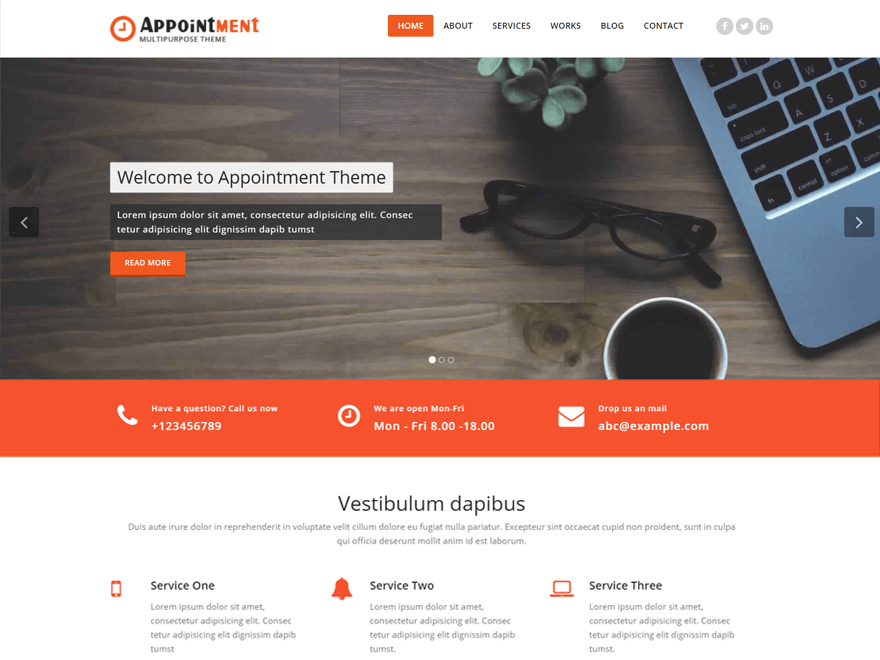 APPOINTMENT
MULTIPURPOSE THEME
HOME ABOUT SERVICES WORKS BLOG CONTACT
Welcome to Appointment Theme
Lorem ipsum dolor sit amet, consectetur adipisicing elit. Consec
tetur adipisicing elit dignissim dapib tumst
READ MORE
tab Q W A S D
caps lock Z X
shift
fn control option
Have a question? Call us now
+123456789
We are open Mon-Fri
Mon - Fri 8.00 -18.00
Drop us an mail
abc@example.com
Vestibulum dapibus
Duis aute irure dolor in reprehenderit in voluptate velit cillum dolore eu fugiat nulla pariatur. Excepteur sint occaecat cupid non proident, sunt in culpa
qui officia deserunt mollit anim id est laborum.
Service One
Lorem ipsum dolor sit amet,
consectetur adipisicing elit. Consec
tetur adipisicing elit dignissim dapib
tumst
Service Two
Lorem ipsum dolor sit amet,
consectetur adipisicing elit. Consec
tetur adipisicing elit dignissim dapib
tumst.
Service Three
Lorem ipsum dolor sit amet,
consectetur adipisicing elit. Consec
tetur adipisicing elit dignissim dapib
tumst.